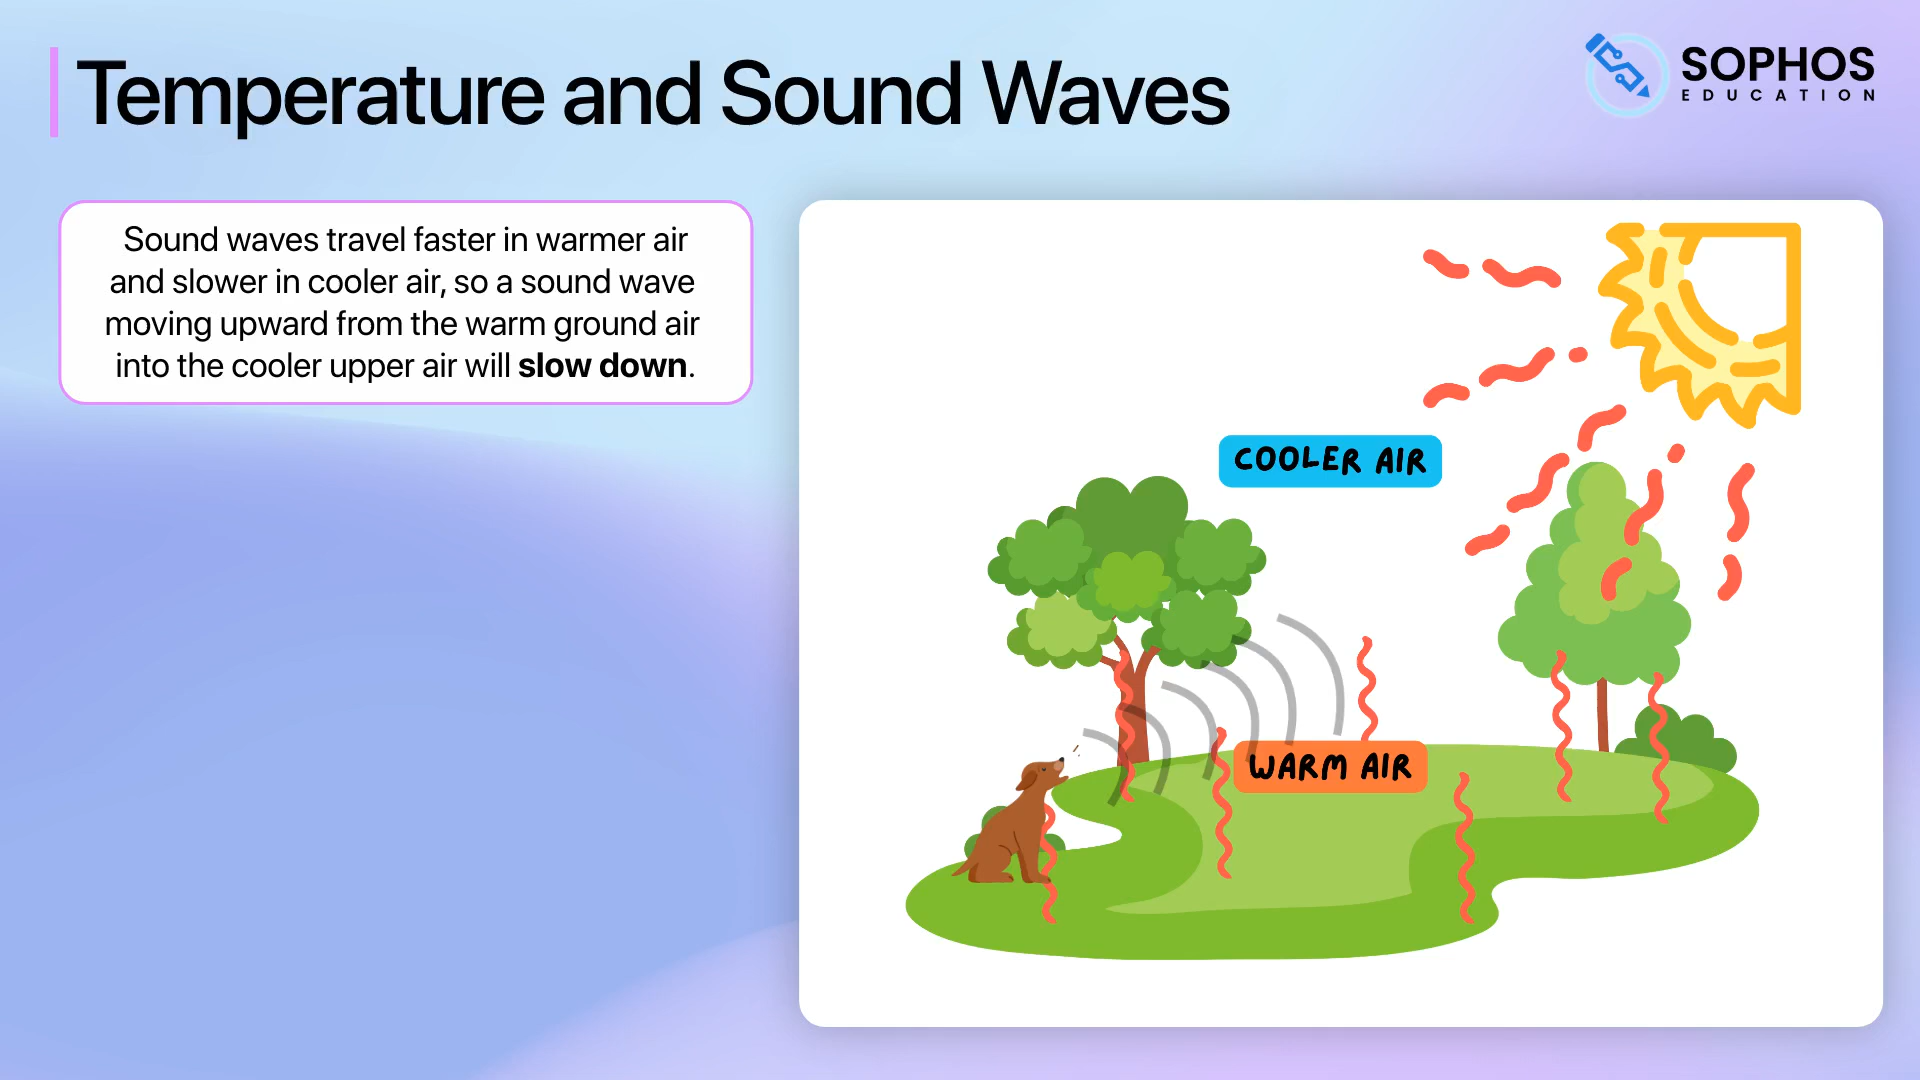 Temperature and Sound Waves
SOPHOS
EDUCATION
Sound waves travel faster in warmer air
and slower in cooler air, so a sound wave
moving upward from the warm ground air
into the cooler upper air will slow down.
COOLER AIR
WARM AIR